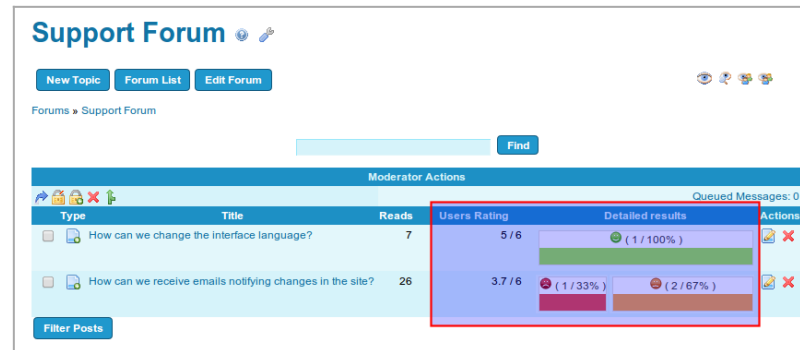 Support Forum
New Topic Forum List Edit Forum
Forums » Support Forum
Find
Moderator Actions
Queued Messages: 0
Type Title Reads Users Rating Detailed results Actions
How can we change the interface language? 7 5 / 6 ( 1 / 100% )
How can we receive emails notifying changes in the site? 26 3.7 / 6 ( 1 / 33% ) ( 2 / 67% )
Filter Posts